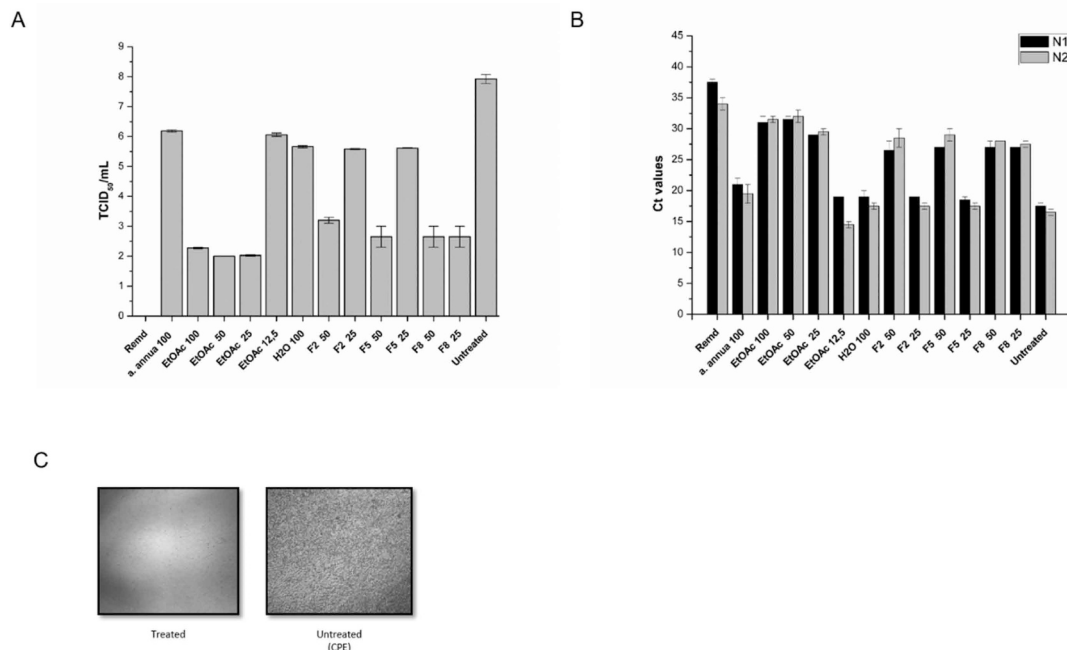 A
TCID50/mL
9
8
7
6
5
4
3
2
1
0
Remd
a. annua 100
EtOAc 100
EtOAc 50
EtOAc 25
EtOAc 12,5
H2O 100
F2 50
F2 25
F5 50
F5 25
F8 50
F8 25
Untreated
B
Ct values
45
40
35
30
25
20
15
10
5
0
N1
N2
Remd
a. annua 100
EtOAc 100
EtOAc 50
EtOAc 25
EtOAc 12,5
H2O 100
F2 50
F2 25
F5 50
F5 25
F8 50
F8 25
Untreated
C
Treated
Untreated
(CPE)